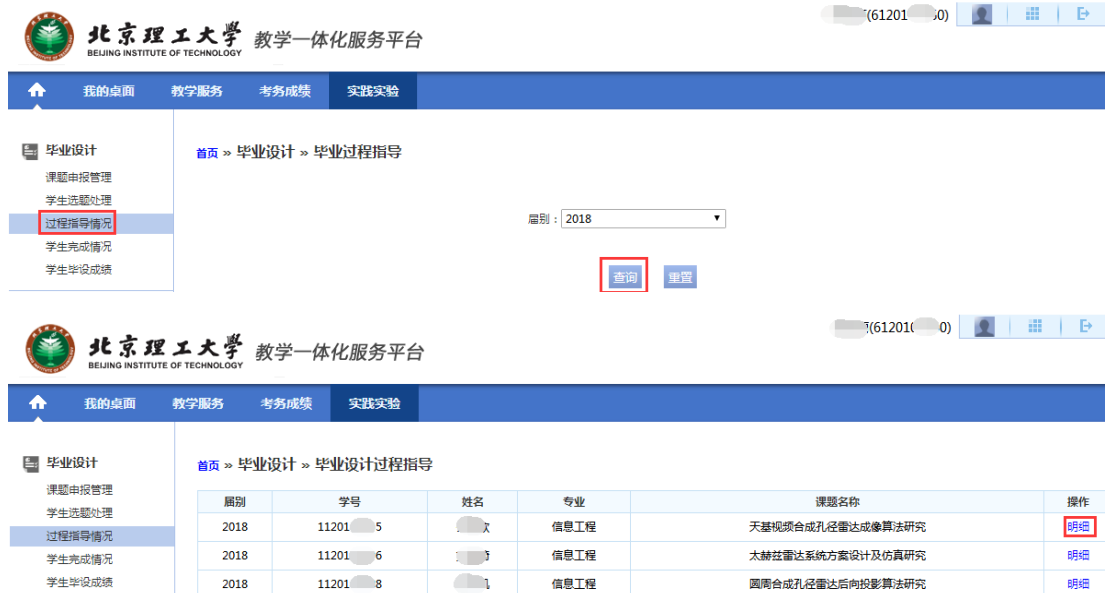 (61201 50)
北京理工大学 教学一体化服务平台
BEIJING INSTITUTE OF TECHNOLOGY
我的桌面 教学服务 考务成绩 实践实验
毕业设计
课题申报管理
学生选题处理
过程指导情况
学生完成情况
学生毕设成绩
首页 » 毕业设计 » 毕业过程指导
届别：2018
查询 重置
(61201 0)
北京理工大学 教学一体化服务平台
BEIJING INSTITUTE OF TECHNOLOGY
我的桌面 教学服务 考务成绩 实践实验
毕业设计
课题申报管理
学生选题处理
过程指导情况
学生完成情况
学生毕设成绩
首页 » 毕业设计 » 毕业设计过程指导
届别 学号 姓名 专业 课题名称 操作
2018 11201 5 信息工程 天基视频合成孔径雷达成像算法研究 明细
2018 11201 6 信息工程 太赫兹雷达系统方案设计及仿真研究 明细
2018 11201 8 信息工程 圆周合成孔径雷达后向投影算法研究 明细